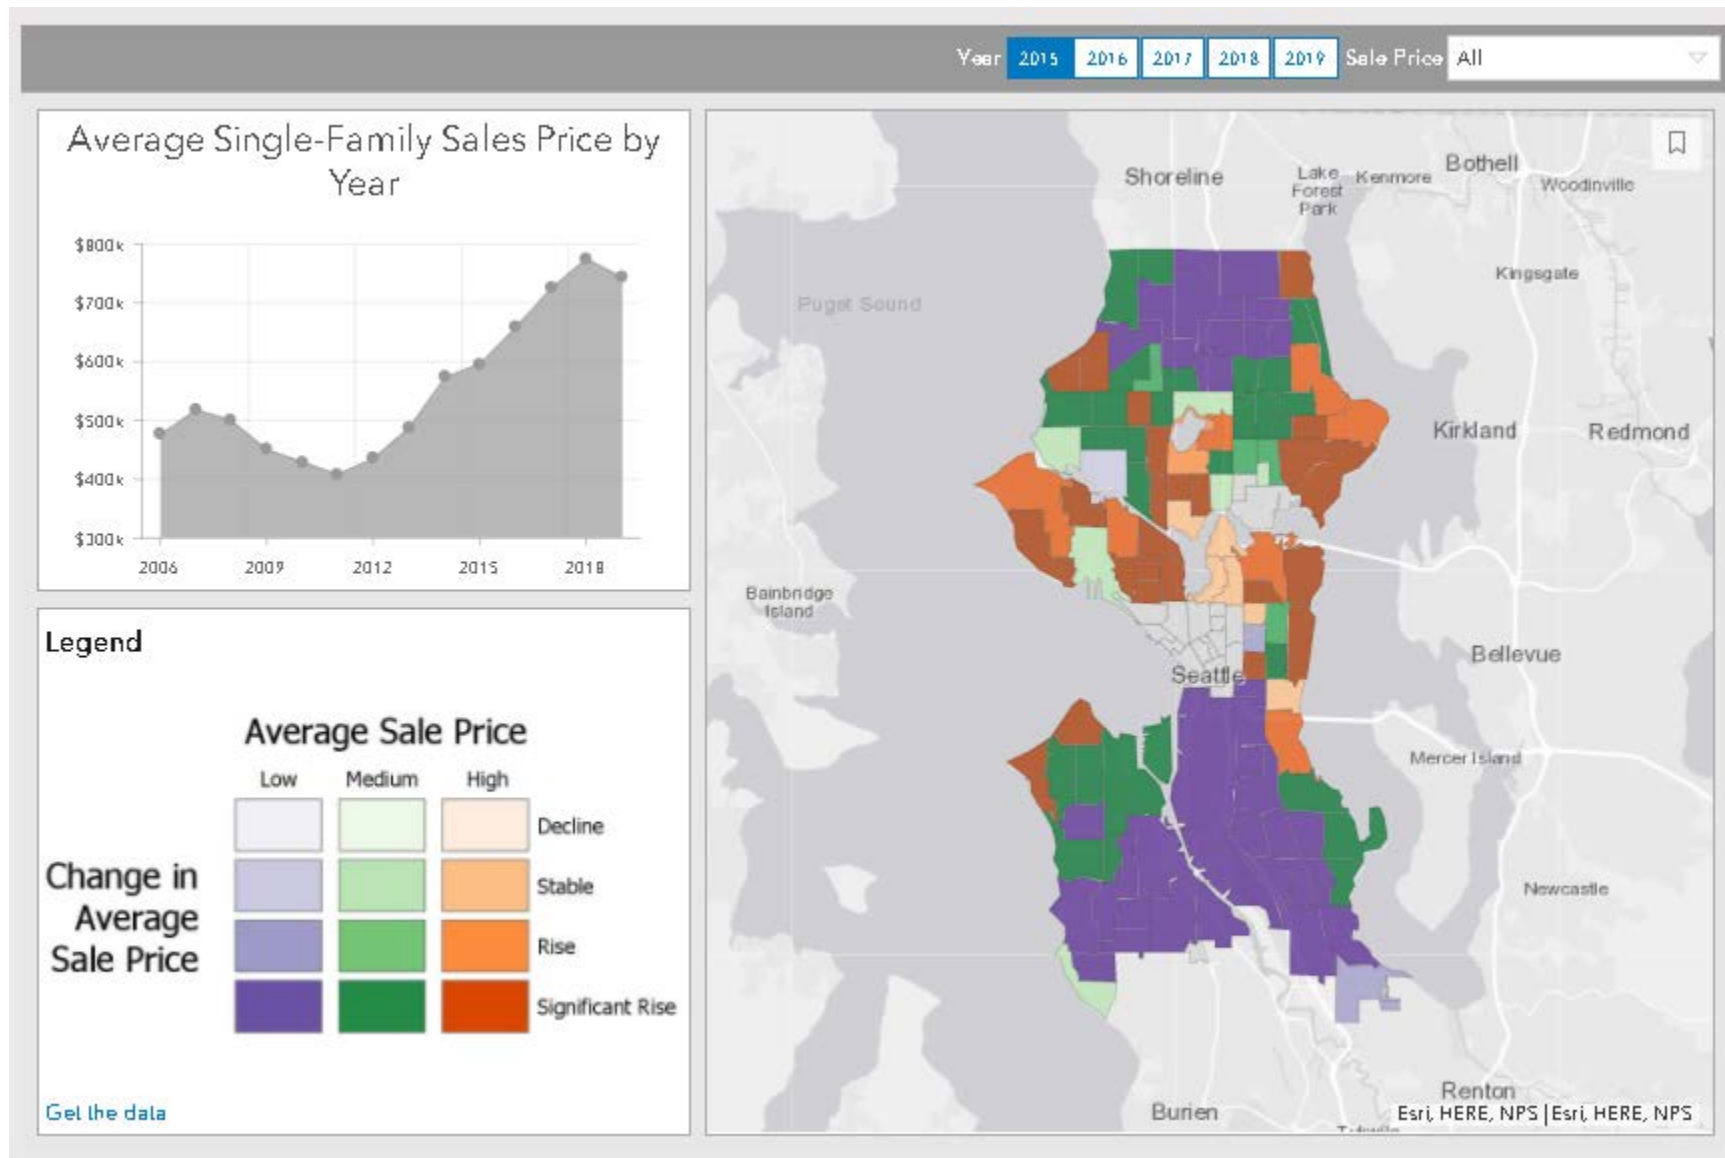 Year 2015 2016 2017 2018 2019 Sale Price All
Average Single-Family Sales Price by
Year
$800k
$700k
$600k
$500k
$400k
$300k
2006 2009 2012 2015 2018
Legend
Average Sale Price
Low Medium High
Decline
Stable
Rise
Significant Rise
Change in
Average
Sale Price
Get the data
Shoreline
Lake
Forest
Park
Kenmore
Bothell
Woodinville
Kingsgate
Puget Sound
Kirkland
Redmond
Bainbridge
Island
Seattle
Bellevue
Mercer Island
Newcastle
Renton
Burien
Esri, HERE, NPS | Esri, HERE, NPS